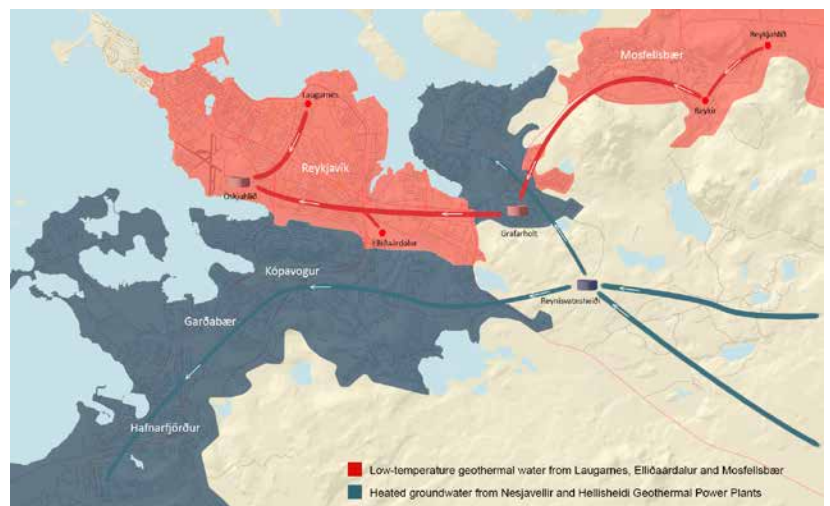 Reykjahlíð
Mosfellsbær
Reykir
Laugarnes
Reykjavík
Öskjuhlíð
Grafarholt
Elliðaárdalur
Kópavogur
Reynisvatnsheiði
Garðabær
Hafnarfjörður
Low-temperature geothermal water from Laugarnes, Elliðaárdalur and Mosfellsbær
Heated groundwater from Nesjavellir and Hellisheidi Geothermal Power Plants